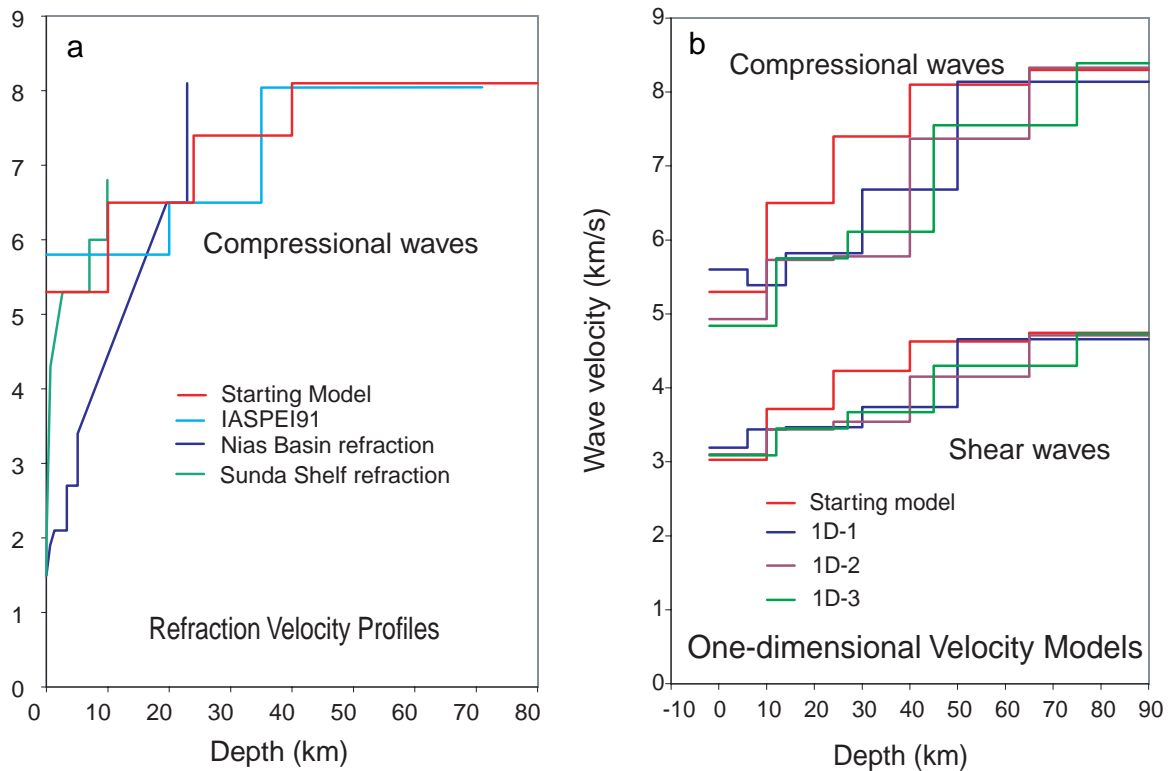 a
9
8
7
6
5
4
3
2
1
0
Compressional waves
Starting Model
IASPEI91
Nias Basin refraction
Sunda Shelf refraction
Refraction Velocity Profiles
0 10 20 30 40 50 60 70 80
Depth (km)
b
Wave velocity (km/s)
9
8
7
6
5
4
3
2
1
0
Compressional waves
Shear waves
Starting model
1D-1
1D-2
1D-3
One-dimensional Velocity Models
-10 0 10 20 30 40 50 60 70 80 90
Depth (km)